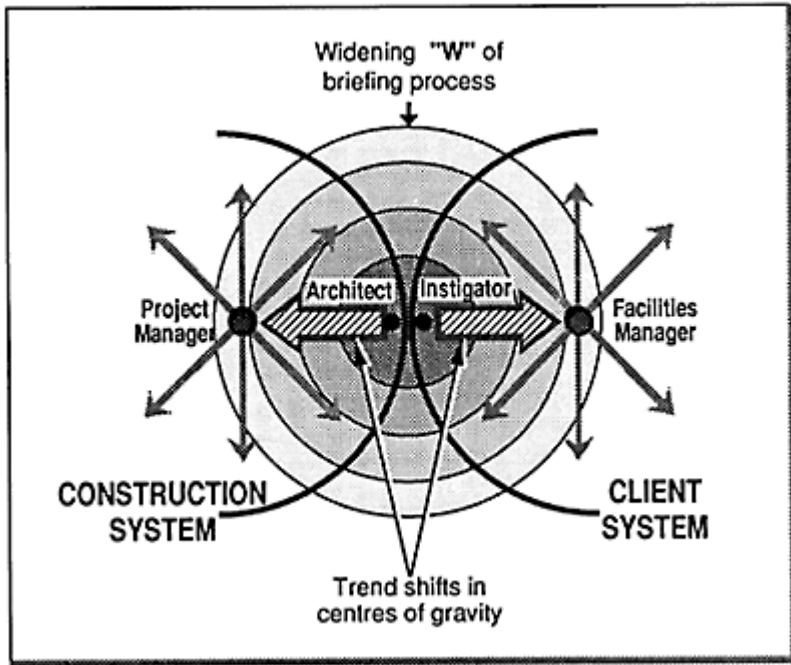 Widening "W" of
briefing process
Architect
Instigator
Project
Manager
Facilities
Manager
CONSTRUCTION
SYSTEM
CLIENT
SYSTEM
Trend shifts in
centres of gravity